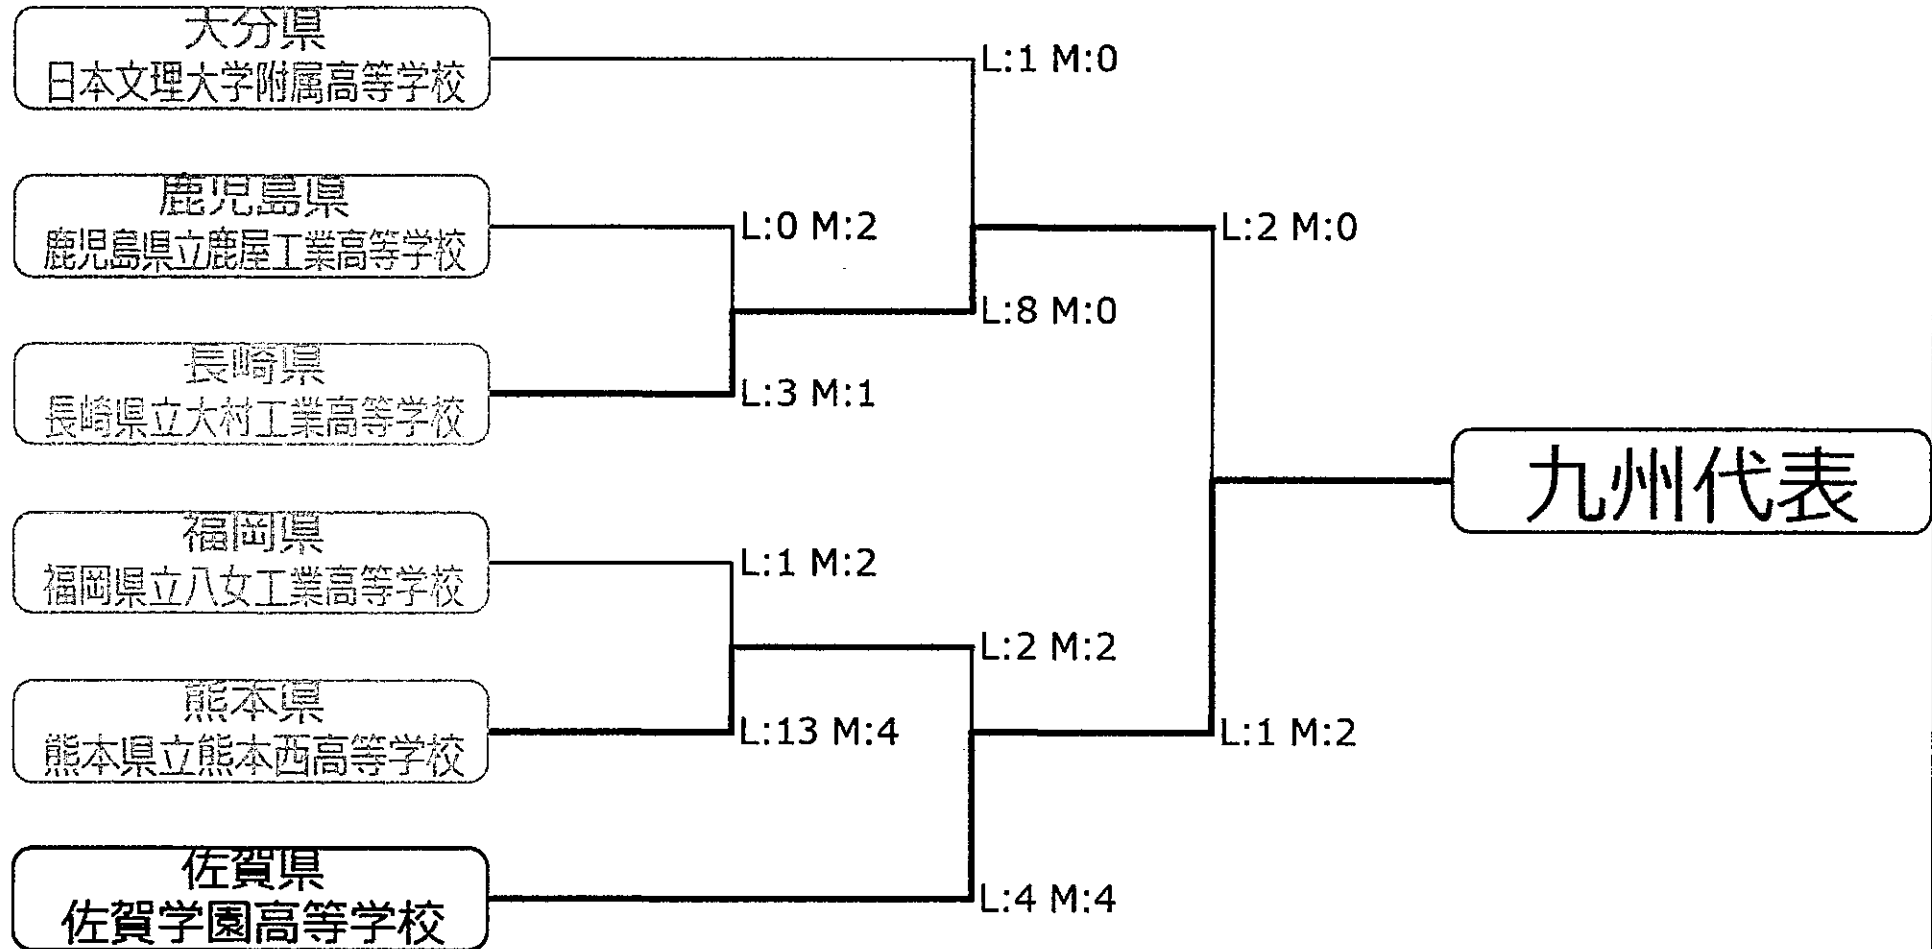 大分県
日本文理大学附属高等学校
L:1 M:0
鹿児島県
鹿児島県立鹿屋工業高等学校
L:0 M:2
L:2 M:0
L:8 M:0
長崎県
長崎県立大村工業高等学校
L:3 M:1
九州代表
福岡県
福岡県立八女工業高等学校
L:1 M:2
L:2 M:2
熊本県
熊本県立熊本西高等学校
L:13 M:4
L:1 M:2
佐賀県
佐賀学園高等学校
L:4 M:4